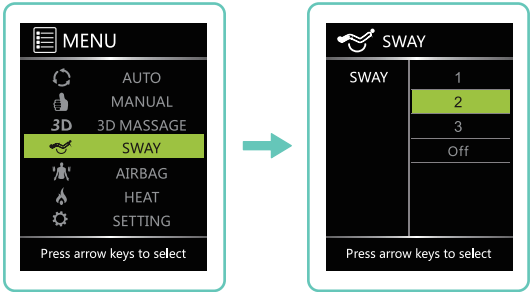 MENU
AUTO
MANUAL
3D 3D MASSAGE
SWAY
AIRBAG
HEAT
SETTING
Press arrow keys to select
SWAY
SWAY 1
2
3
Off
Press arrow keys to select